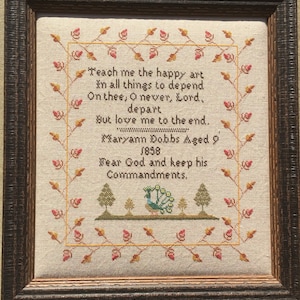 Teach me the happy art
In all things to depend
On thee, O never, Lord,
depart
But love me to the end.
Maryann Dobbs Aged 9
1858
Fear God and keep his
Commandments.